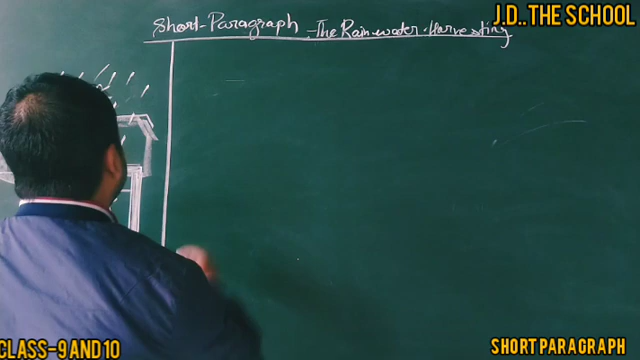 J.D..THE SCHOOL
Short-Paragraph - The Rain-water-Harvesting
CLASS-9 AND 10
SHORT PARAGRAPH